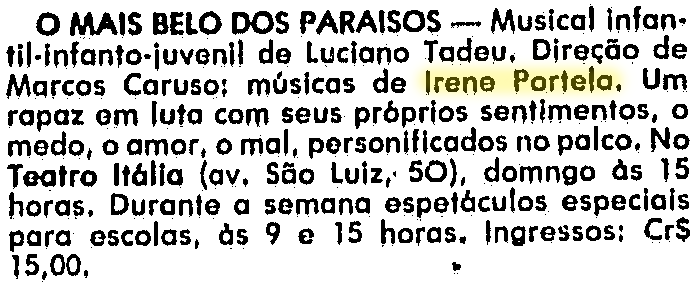 O MAIS BELO DOS PARAISOS — Musical infan-
til-infanto-juvenil de Luciano Tadeu. Direção de
Marcos Caruso; músicas de Irene Portela. Um
rapaz em luta com seus próprios sentimentos, o
medo, o amor, o mal, personificados no palco. No
Teatro Itália (av. São Luiz, 50), domngo às 15
horas. Durante a semana espetáculos especiais
para escolas, às 9 e 15 horas. Ingressos: Cr$
15,00.